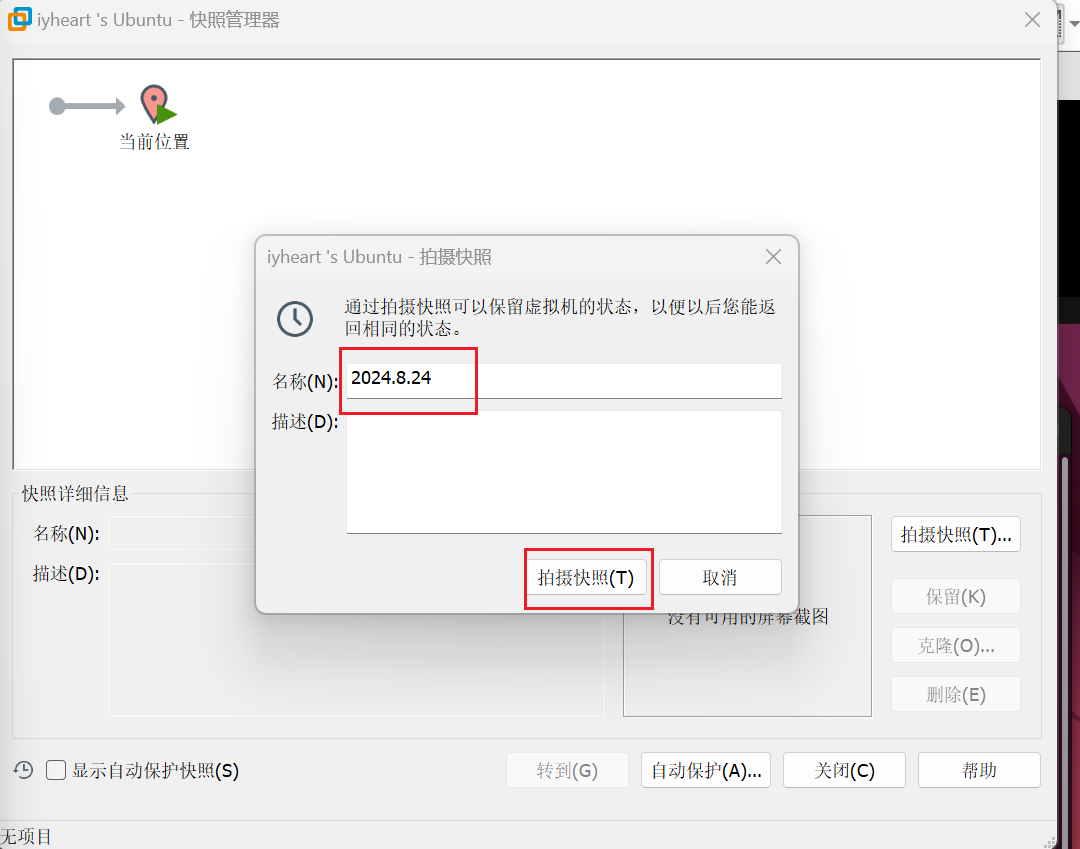 iyheart 's Ubuntu - 快照管理器
当前位置
iyheart 's Ubuntu - 拍摄快照
通过拍摄快照可以保留虚拟机的状态，以便以后您能返
回相同的状态。
名称(N):
2024.8.24
描述(D):
拍摄快照(T)
取消
快照详细信息
名称(N):
描述(D):
没有可用的屏幕截图
拍摄快照(T)...
保留(K)
克隆(O)...
删除(E)
显示自动保护快照(S)
转到(G)
自动保护(A)...
关闭(C)
帮助
无项目